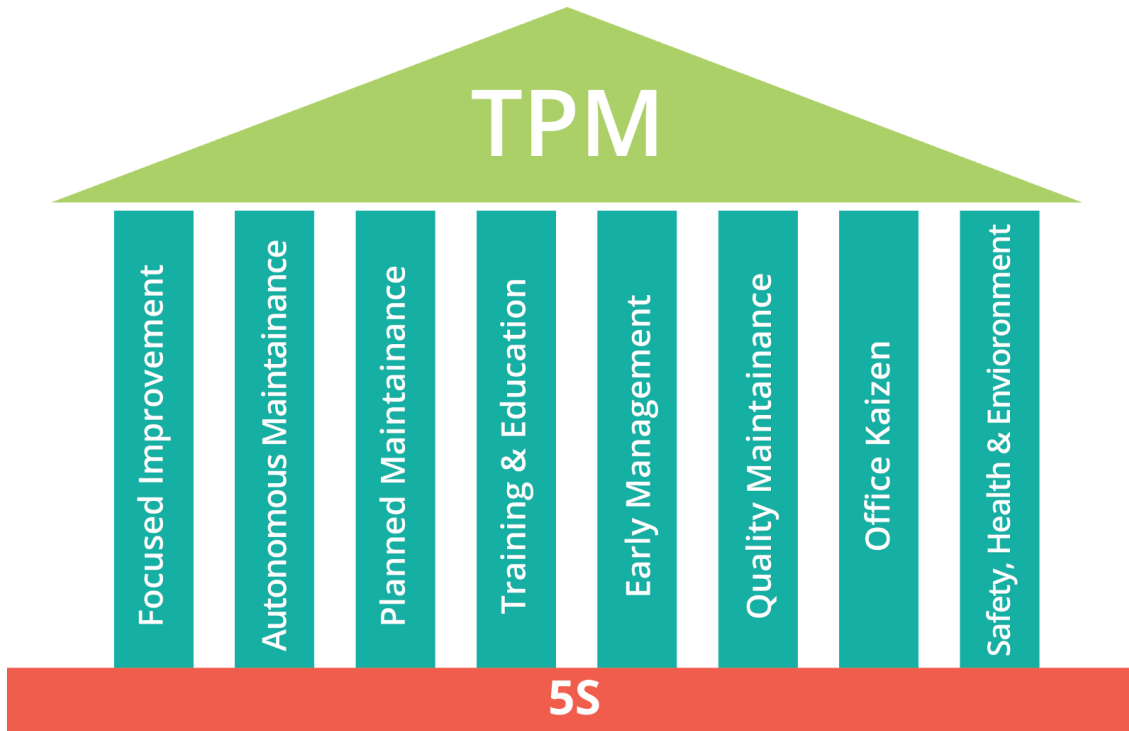 TPM
Focused Improvement
Autonomous Maintainance
Planned Maintainance
Training & Education
Early Management
Quality Maintainance
Office Kaizen
Safety, Health & Envioronment
5S